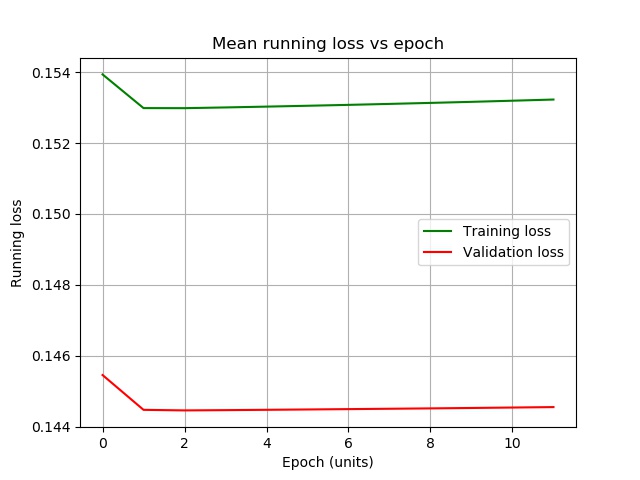 Mean running loss vs epoch
0.154
0.152
0.150
0.148
0.146
0.144
Running loss
Training loss
Validation loss
0 2 4 6 8 10
Epoch (units)